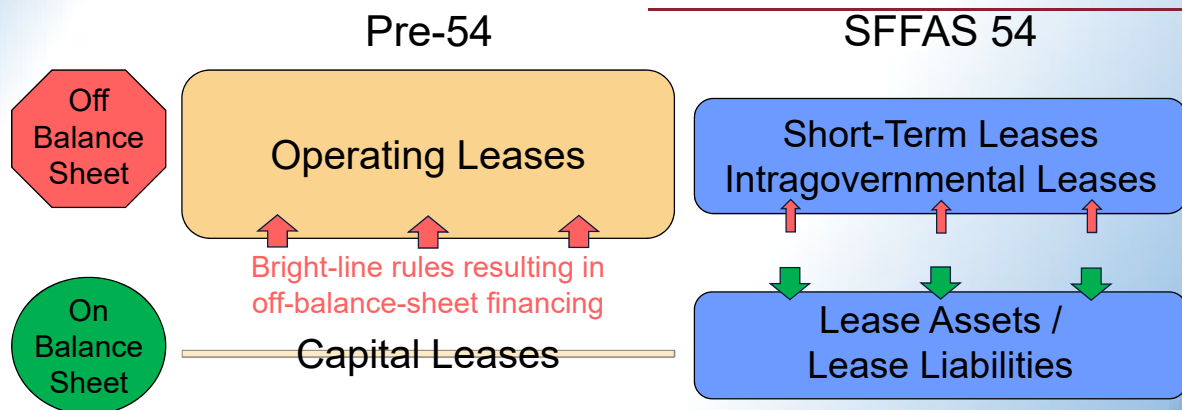 Pre-54
SFFAS 54
Off
Balance
Sheet
Operating Leases
Short-Term Leases
Intragovernmental Leases
Bright-line rules resulting in
off-balance-sheet financing
On
Balance
Sheet
Capital Leases
Lease Assets /
Lease Liabilities